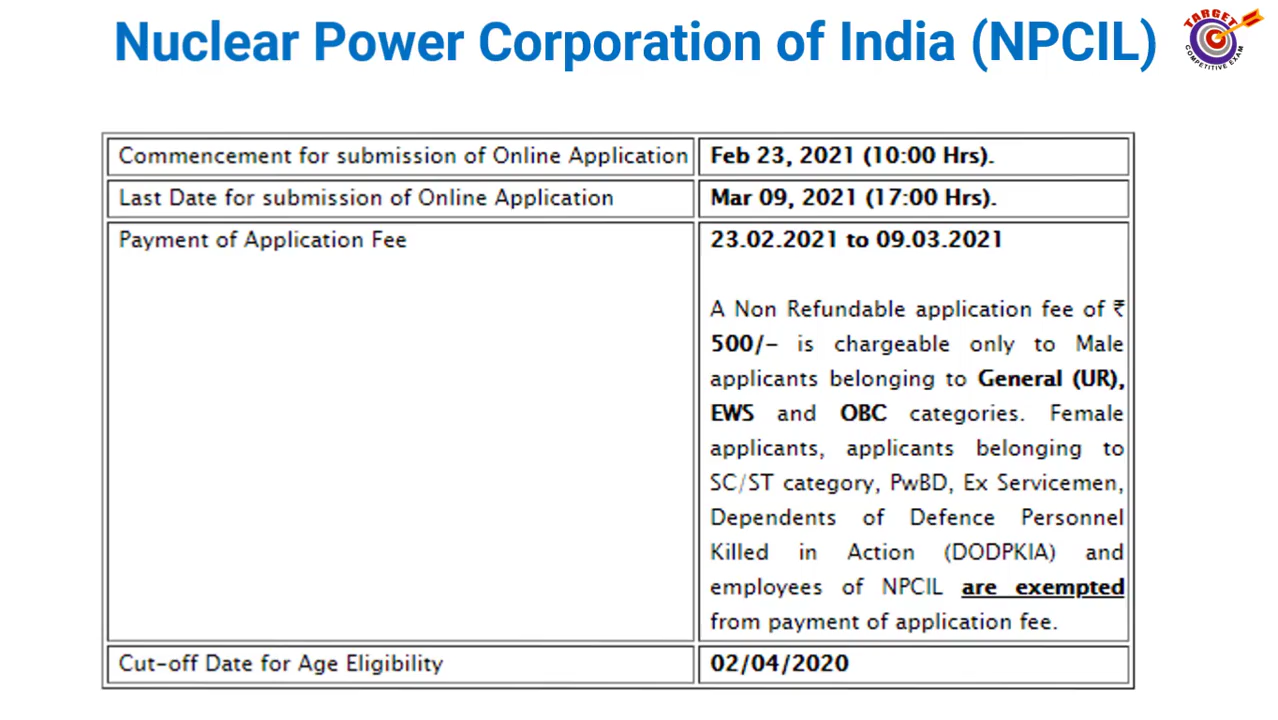 Nuclear Power Corporation of India (NPCIL)
TARGET
COMPETITIVE EXAM
Commencement for submission of Online Application
Feb 23, 2021 (10:00 Hrs).
Last Date for submission of Online Application
Mar 09, 2021 (17:00 Hrs).
Payment of Application Fee
23.02.2021 to 09.03.2021
A Non Refundable application fee of ₹
500/- is chargeable only to Male
applicants belonging to General (UR),
EWS and OBC categories. Female
applicants, applicants belonging to
SC/ST category, PwBD, Ex Servicemen,
Dependents of Defence Personnel
Killed in Action (DODPKIA) and
employees of NPCIL are exempted
from payment of application fee.
Cut-off Date for Age Eligibility
02/04/2020